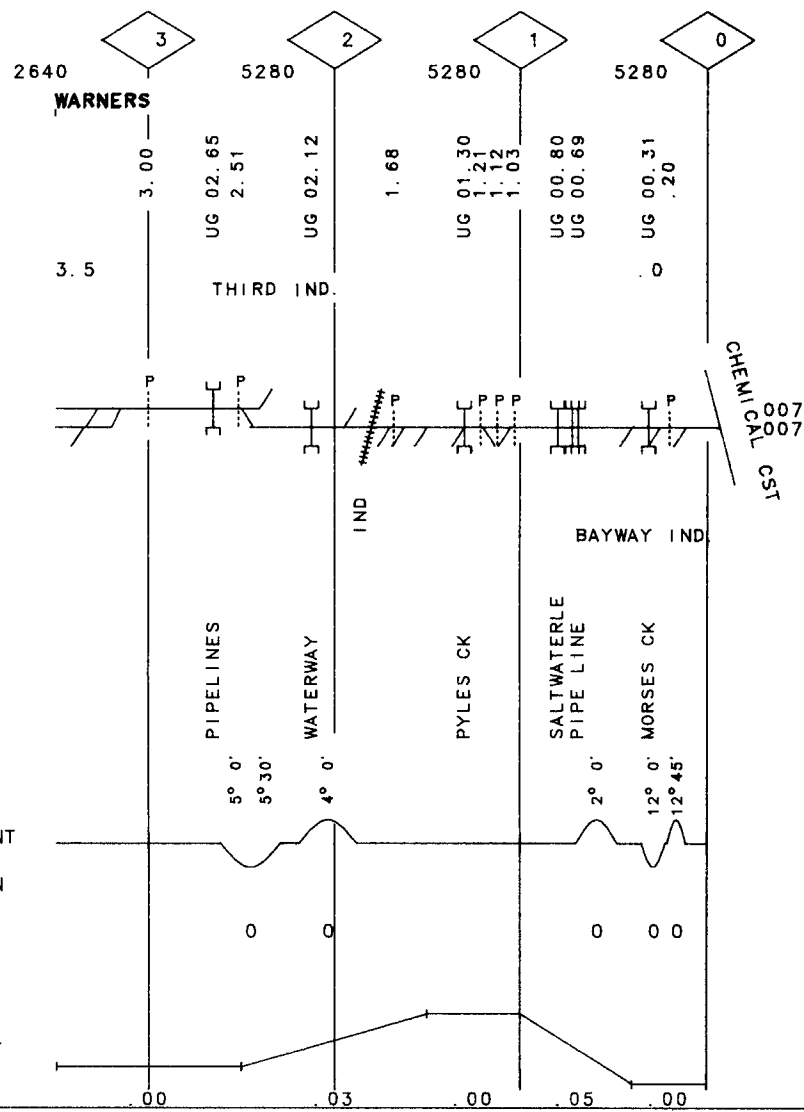 3
2
1
0
2640
5280
5280
5280
WARNERS
3.00
UG 02.65
2.51
UG 02.12
1.68
UG 01.30
1.21
1.12
1.03
UG 00.80
UG 00.69
UG 00.31
.20
3.5
.0
THIRD IND.
P
P
P
P
P
P
P
CHEMICAL CST
007
007
IND
BAYWAY IND
PIPELINES
WATERWAY
PYLES CK
SALTWATERLE
PIPE LINE
MORSES CK
5° 0'
5° 30'
4° 0'
2° 0'
12° 0'
12° 45'
NT
N
0
0
0
0
0
.00
.03
.00
.05
.00